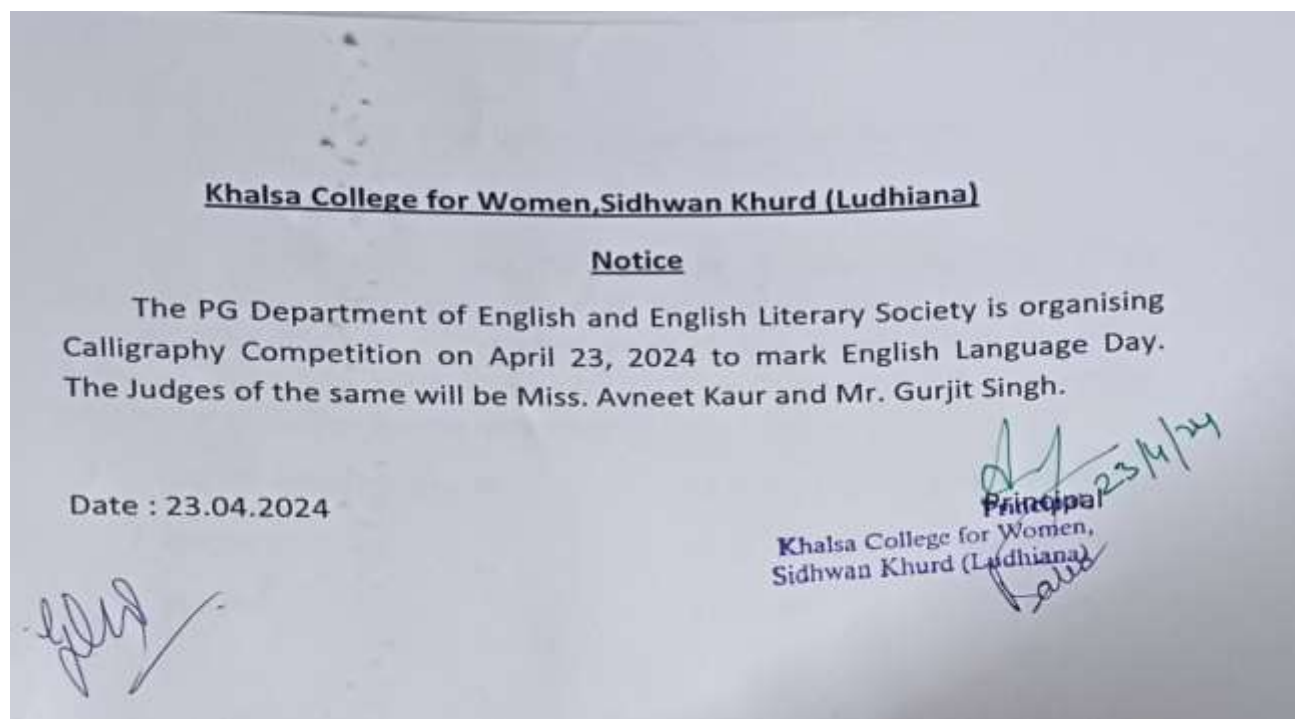 Khalsa College for Women,Sidhwan Khurd (Ludhiana)
Notice
The PG Department of English and English Literary Society is organising
Calligraphy Competition on April 23, 2024 to mark English Language Day.
The Judges of the same will be Miss. Avneet Kaur and Mr. Gurjit Singh.
23/4/24
Date : 23.04.2024
Principal
Khalsa College for Women,
Sidhwan Khurd (Ludhiana)